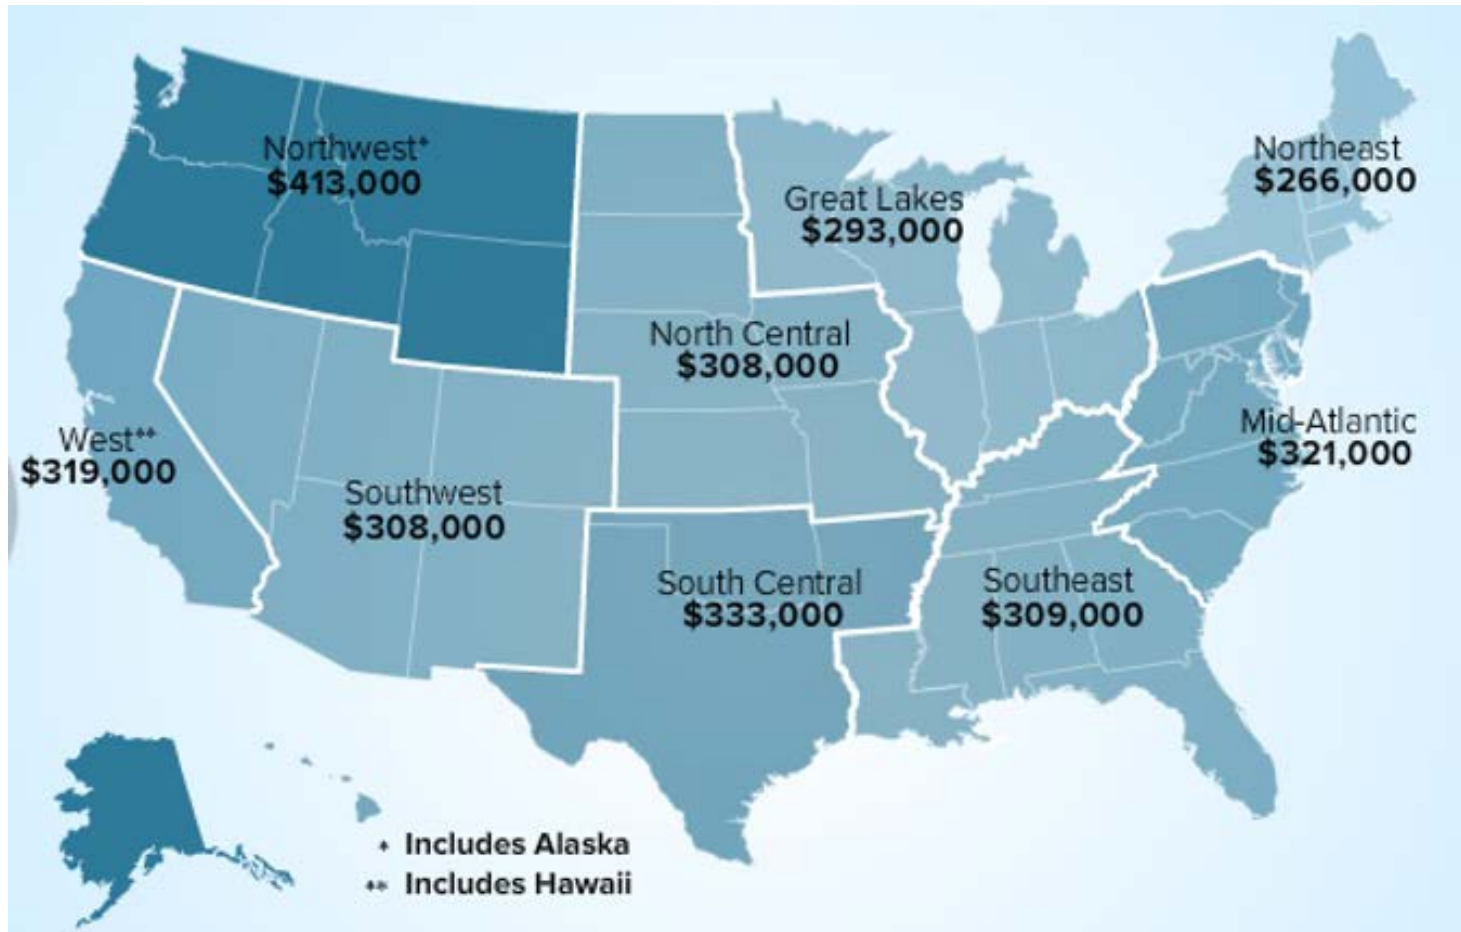 Northwest*
$413,000
Northeast
$266,000
Great Lakes
$293,000
North Central
$308,000
West**
$319,000
Mid-Atlantic
$321,000
Southwest
$308,000
South Central
$333,000
Southeast
$309,000
* Includes Alaska
** Includes Hawaii